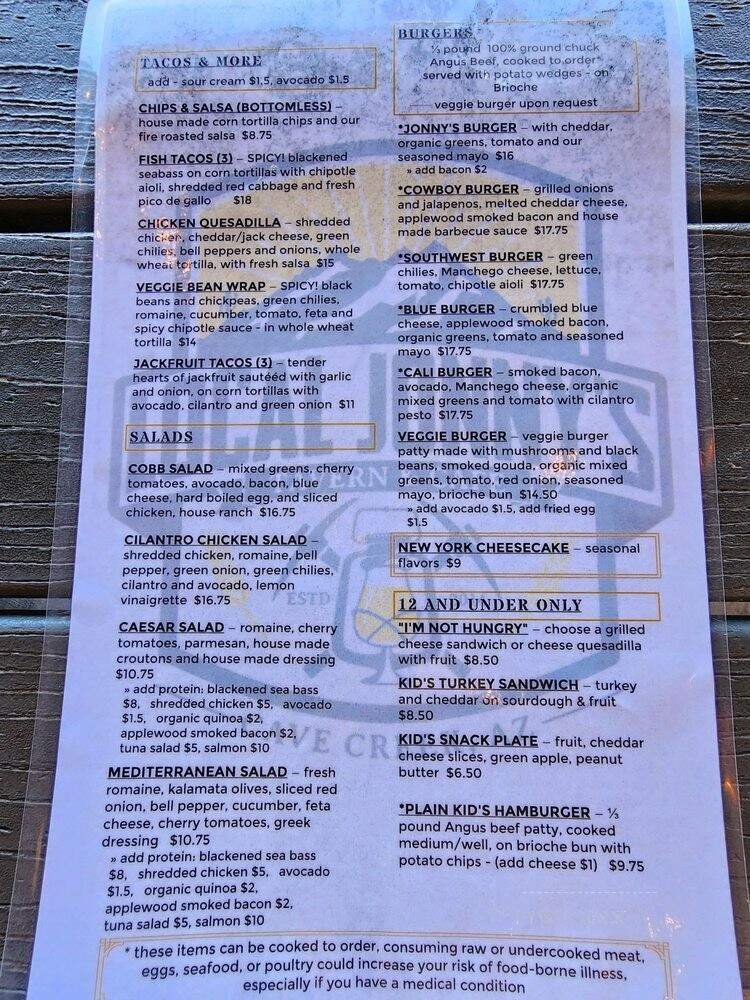 TACOS & MORE
add - sour cream $1.5, avocado $1.5
CHIPS & SALSA (BOTTOMLESS) –
house made corn tortilla chips and our
fire roasted salsa $8.75
FISH TACOS (3) – SPICY! blackened
seabass on corn tortillas with chipotle
aioli, shredded red cabbage and fresh
pico de gallo $18
CHICKEN QUESADILLA – shredded
chicken, cheddar/jack cheese, green
chilies, bell peppers and onions, whole
wheat tortilla, with fresh salsa $15
VEGGIE BEAN WRAP – SPICY! black
beans and chickpeas, green chilies,
romaine, cucumber, tomato, feta and
spicy chipotle sauce - in whole wheat
tortilla $14
JACKFRUIT TACOS (3) – tender
hearts of jackfruit sautééd with garlic
and onion, on corn tortillas with
avocado, cilantro and green onion $11
SALADS
COBB SALAD – mixed greens, cherry
tomatoes, avocado, bacon, blue
cheese, hard boiled egg, and sliced
chicken, house ranch $16.75
CILANTRO CHICKEN SALAD –
shredded chicken, romaine, bell
pepper, green onion, green chilies,
cilantro and avocado, lemon
vinaigrette $16.75
CAESAR SALAD – romaine, cherry
tomatoes, parmesan, house made
croutons and house made dressing
$10.75
» add protein: blackened sea bass
$8, shredded chicken $5, avocado
$1.5, organic quinoa $2,
applewood smoked bacon $2,
tuna salad $5, salmon $10
MEDITERRANEAN SALAD – fresh
romaine, kalamata olives, sliced red
onion, bell pepper, cucumber, feta
cheese, cherry tomatoes, greek
dressing $10.75
» add protein: blackened sea bass
$8, shredded chicken $5, avocado
$1.5, organic quinoa $2,
applewood smoked bacon $2,
tuna salad $5, salmon $10
BURGERS
⅓ pound 100% ground chuck
Angus Beef, cooked to order*
served with potato wedges - on
Brioche
veggie burger upon request
*JONNY'S BURGER – with cheddar,
organic greens, tomato and our
seasoned mayo $16
» add bacon $2
*COWBOY BURGER – grilled onions
and jalapenos, melted cheddar cheese,
applewood smoked bacon and house
made barbecue sauce $17.75
*SOUTHWEST BURGER – green
chilies, Manchego cheese, lettuce,
tomato, chipotle aioli $17.75
*BLUE BURGER – crumbled blue
cheese, applewood smoked bacon,
organic greens, tomato and seasoned
mayo $17.75
*CALI BURGER – smoked bacon,
avocado, Manchego cheese, organic
mixed greens and tomato with cilantro
pesto $17.75
VEGGIE BURGER – veggie burger
patty made with mushrooms and black
beans, smoked gouda, organic mixed
greens, tomato, red onion, seasoned
mayo, brioche bun $14.50
» add avocado $1.5, add fried egg
$1.5
NEW YORK CHEESECAKE – seasonal
flavors $9
12 AND UNDER ONLY
"I'M NOT HUNGRY" – choose a grilled
cheese sandwich or cheese quesadilla
with fruit $8.50
KID'S TURKEY SANDWICH – turkey
and cheddar on sourdough & fruit
$8.50
KID'S SNACK PLATE – fruit, cheddar
cheese slices, green apple, peanut
butter $6.50
*PLAIN KID'S HAMBURGER – ⅓
pound Angus beef patty, cooked
medium/well, on brioche bun with
potato chips - (add cheese $1) $9.75
* these items can be cooked to order, consuming raw or undercooked meat,
eggs, seafood, or poultry could increase your risk of food-borne illness,
especially if you have a medical condition
LOCAL JONNY'S
TAVERN
ESTD
CAVE CREEK, AZ